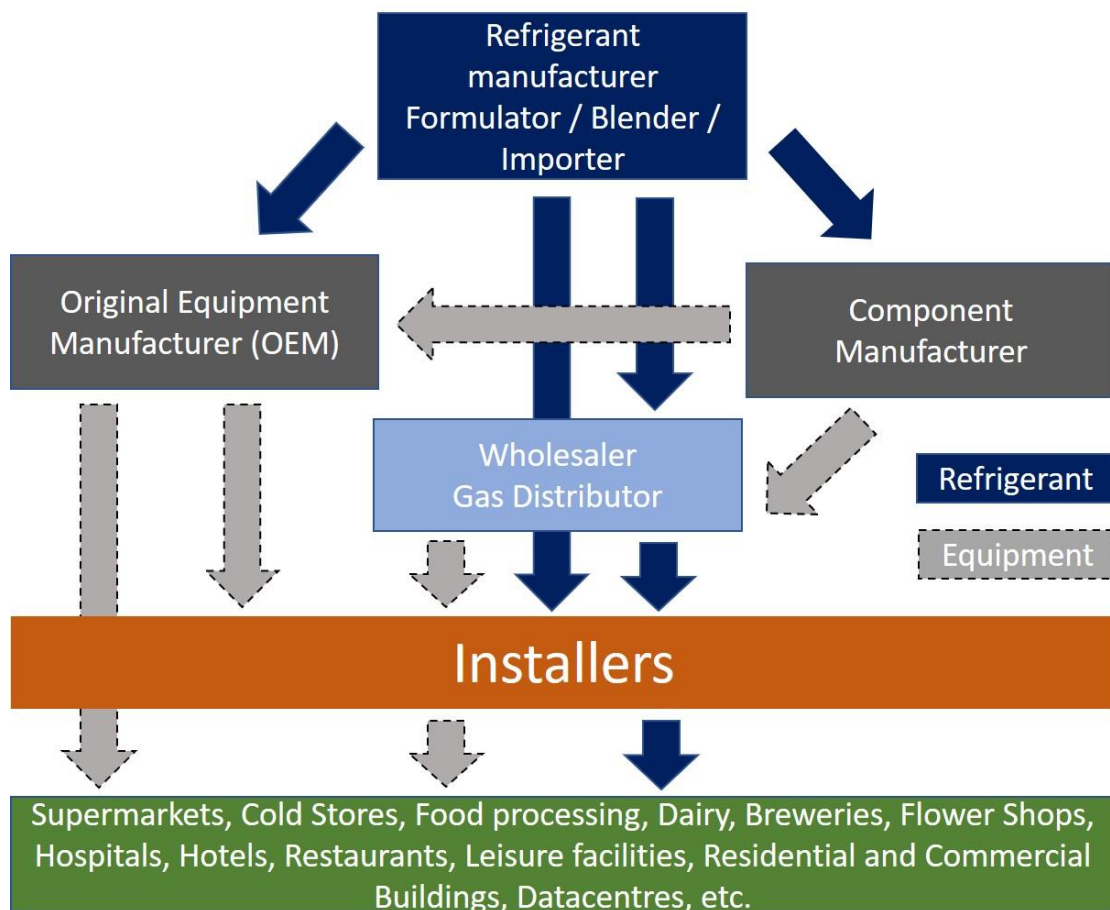 Refrigerant
manufacturer
Formulator / Blender /
Importer
Original Equipment
Manufacturer (OEM)
Component
Manufacturer
Wholesaler
Gas Distributor
Refrigerant
Equipment
Installers
Supermarkets, Cold Stores, Food processing, Dairy, Breweries, Flower Shops,
Hospitals, Hotels, Restaurants, Leisure facilities, Residential and Commercial
Buildings, Datacentres, etc.